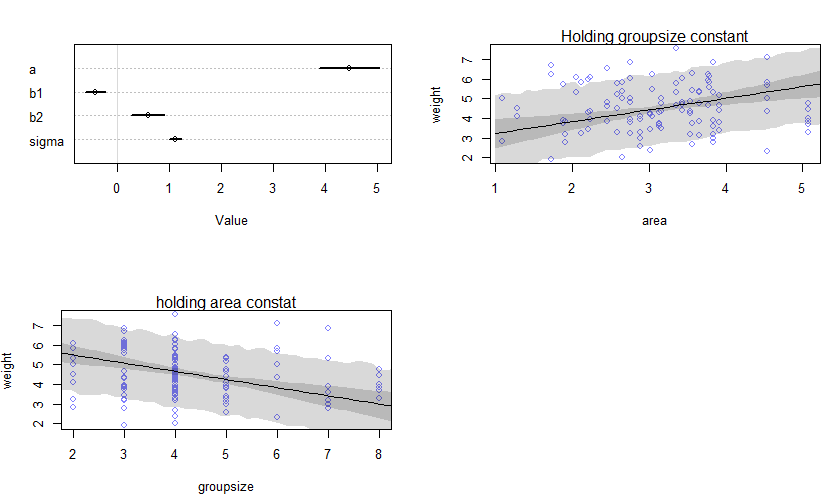 a
b1
b2
sigma
0 1 2 3 4 5
Value
Holding groupsize constant
weight
7
6
5
4
3
2
1 2 3 4 5
area
holding area constat
weight
7
6
5
4
3
2
2 3 4 5 6 7 8
groupsize